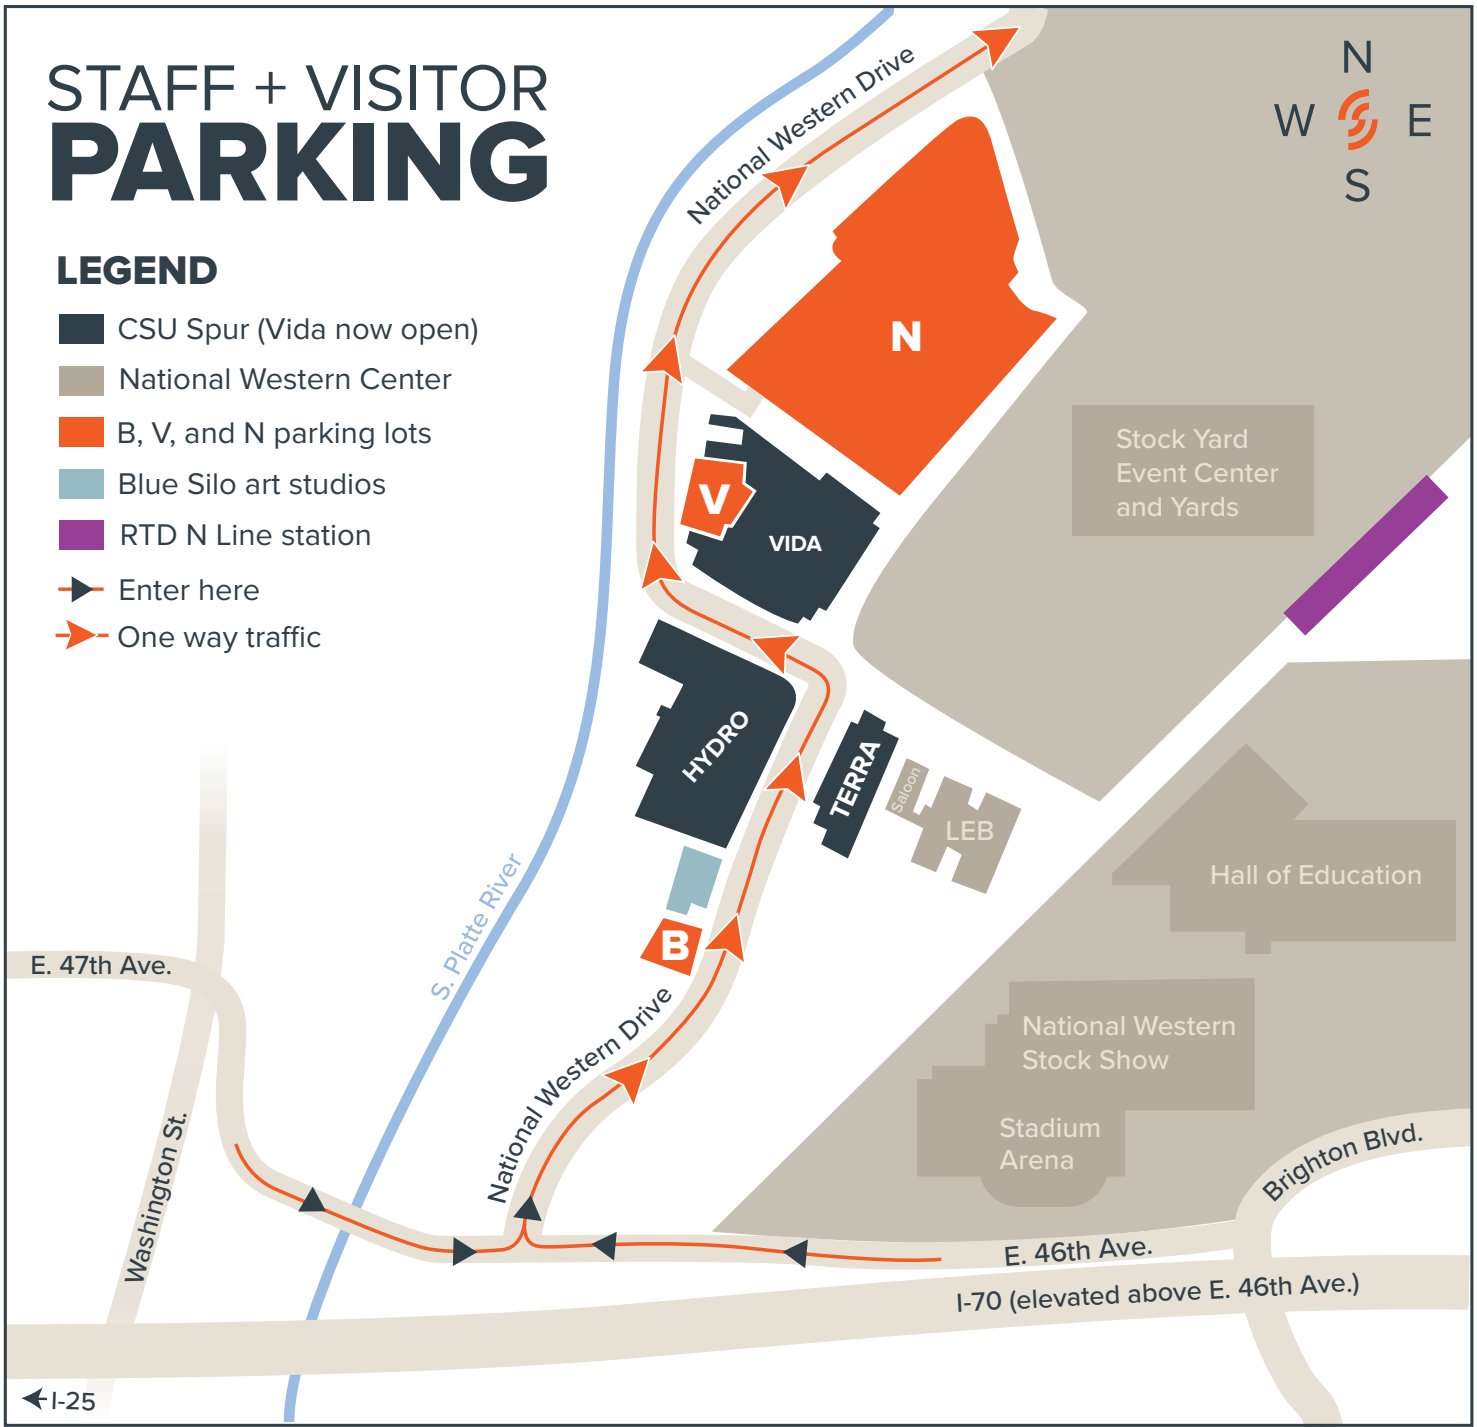 STAFF + VISITOR
PARKING
LEGEND
CSU Spur (Vida now open)
National Western Center
B, V, and N parking lots
Blue Silo art studios
RTD N Line station
Enter here
One way traffic
N
W E
S
National Western Drive
N
V
VIDA
Stock Yard
Event Center
and Yards
HYDRO
TERRA
Saloon
LEB
Hall of Education
S. Platte River
B
E. 47th Ave.
National Western Drive
National Western
Stock Show
Stadium
Arena
Washington St.
Brighton Blvd.
E. 46th Ave.
I-70 (elevated above E. 46th Ave.)
I-25